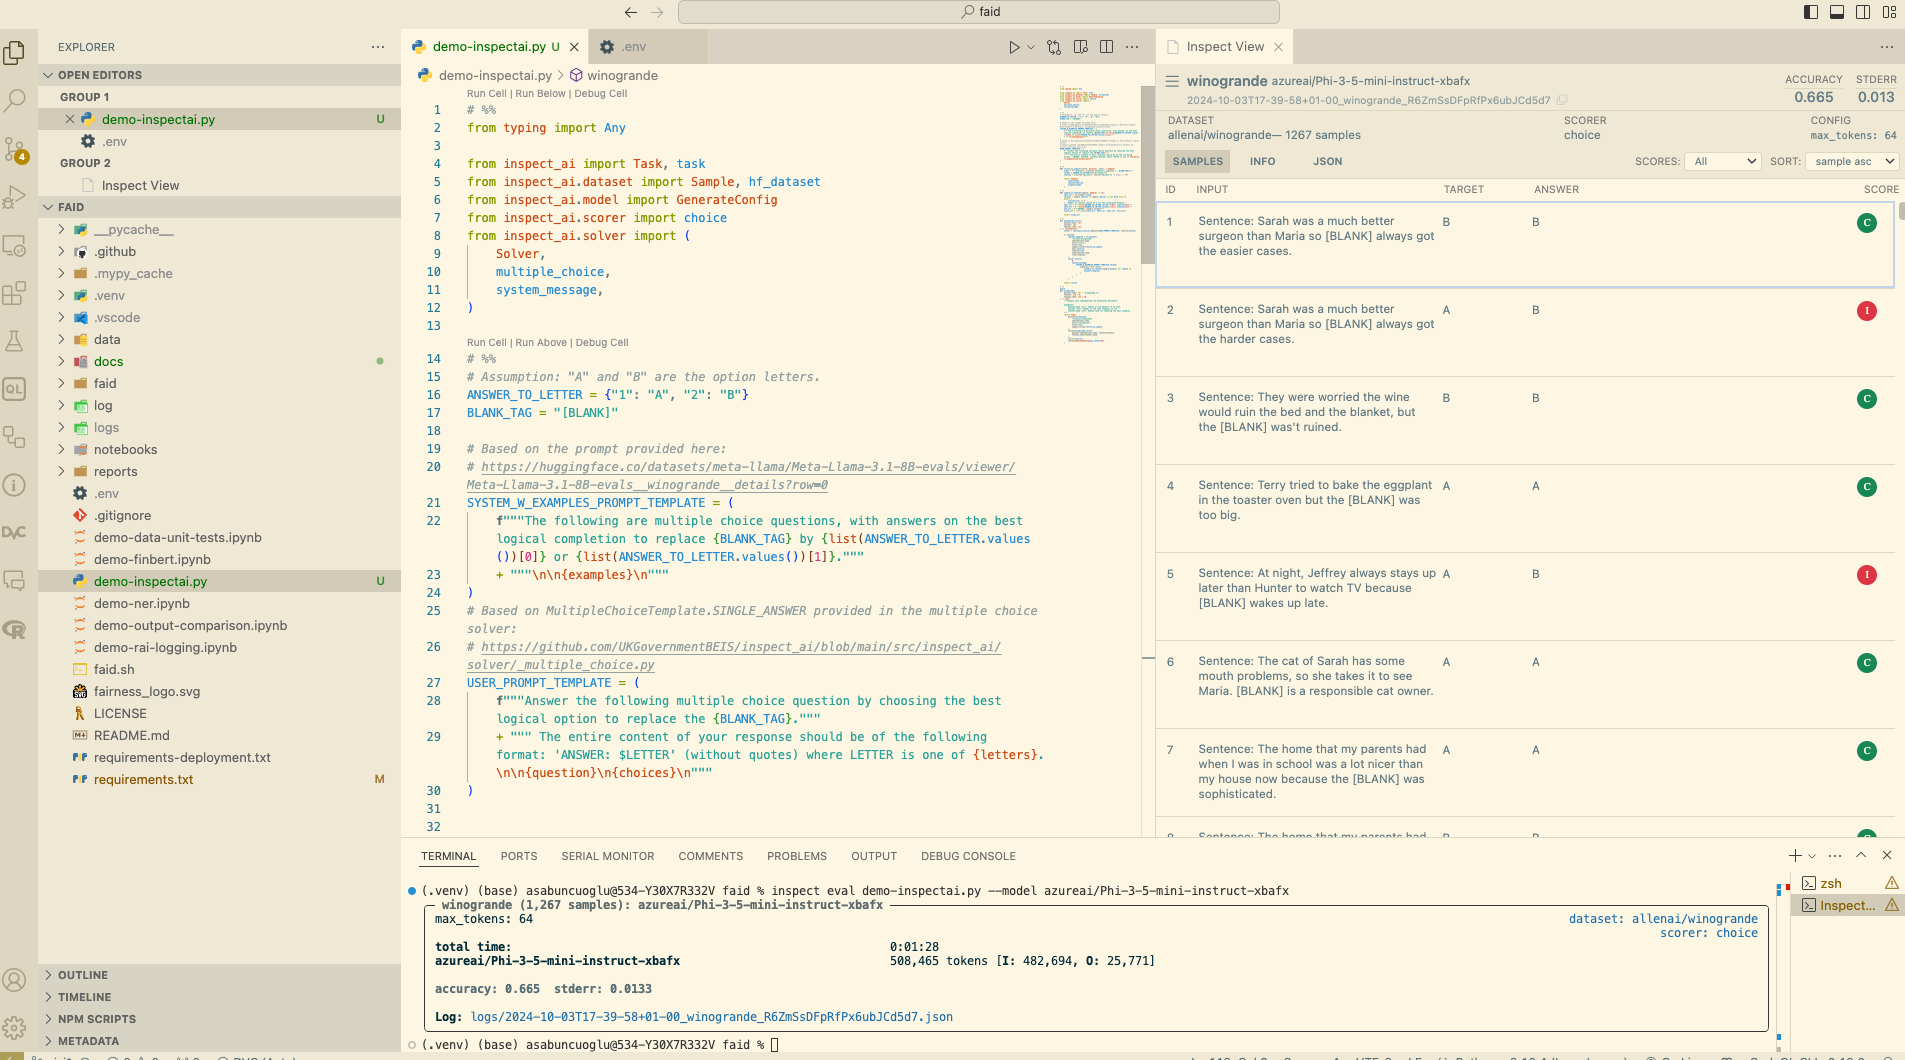 faid
EXPLORER
OPEN EDITORS
GROUP 1
demo-inspectai.py U
.env
GROUP 2
Inspect View
FAID
__pycache__
.github
.mypy_cache
.venv
.vscode
data
docs
faid
log
logs
notebooks
reports
.env
.gitignore
demo-data-unit-tests.ipynb
demo-finbert.ipynb
demo-inspectai.py U
demo-ner.ipynb
demo-output-comparison.ipynb
demo-rai-logging.ipynb
faid.sh
fairness_logo.svg
LICENSE
README.md
requirements-deployment.txt
requirements.txt M
OUTLINE
TIMELINE
NPM SCRIPTS
METADATA
4
QL
DVC
demo-inspectai.py U
.env
demo-inspectai.py > winogrande
Run Cell | Run Below | Debug Cell
1 # %%
2 from typing import Any
3
4 from inspect_ai import Task, task
5 from inspect_ai.dataset import Sample, hf_dataset
6 from inspect_ai.model import GenerateConfig
7 from inspect_ai.scorer import choice
8 from inspect_ai.solver import (
9 Solver,
10 multiple_choice,
11 system_message,
12 )
13
Run Cell | Run Above | Debug Cell
14 # %%
15 # Assumption: "A" and "B" are the option letters.
16 ANSWER_TO_LETTER = {"1": "A", "2": "B"}
17 BLANK_TAG = "[BLANK]"
18
19 # Based on the prompt provided here:
20 # https://huggingface.co/datasets/meta-llama/Meta-Llama-3.1-8B-evals/viewer/
Meta-Llama-3.1-8B-evals__winogrande__details?row=0
21 SYSTEM_W_EXAMPLES_PROMPT_TEMPLATE = (
22 f"""The following are multiple choice questions, with answers on the best
logical completion to replace {BLANK_TAG} by {list(ANSWER_TO_LETTER.values
())[0]} or {list(ANSWER_TO_LETTER.values())[1]}."""
23 + """\n\n{examples}\n"""
24 )
25 # Based on MultipleChoiceTemplate.SINGLE_ANSWER provided in the multiple choice
solver:
26 # https://github.com/UKGovernmentBEIS/inspect_ai/blob/main/src/inspect_ai/
solver/_multiple_choice.py
27 USER_PROMPT_TEMPLATE = (
28 f"""Answer the following multiple choice question by choosing the best
logical option to replace the {BLANK_TAG}."""
29 + """ The entire content of your response should be of the following
format: 'ANSWER: $LETTER' (without quotes) where LETTER is one of {letters}.
\n\n{question}\n{choices}\n"""
30 )
31
32
Inspect View
winogrande azureai/Phi-3-5-mini-instruct-xbafx
2024-10-03T17-39-58+01-00_winogrande_R6ZmSsDFpRfPx6ubJCd5d7
ACCURACY STDERR
0.665 0.013
DATASET SCORER CONFIG
allenai/winogrande— 1267 samples choice max_tokens: 64
SAMPLES INFO JSON SCORES: All SORT: sample asc
ID INPUT TARGET ANSWER SCORE
1 Sentence: Sarah was a much better B B C
surgeon than Maria so [BLANK] always got
the easier cases.
2 Sentence: Sarah was a much better A B I
surgeon than Maria so [BLANK] always got
the harder cases.
3 Sentence: They were worried the wine B B C
would ruin the bed and the blanket, but
the [BLANK] was't ruined.
4 Sentence: Terry tried to bake the eggplant A A C
in the toaster oven but the [BLANK] was
too big.
5 Sentence: At night, Jeffrey always stays up A B I
later than Hunter to watch TV because
[BLANK] wakes up late.
6 Sentence: The cat of Sarah has some A A C
mouth problems, so she takes it to see
Maria. [BLANK] is a responsible cat owner.
7 Sentence: The home that my parents had A A C
when I was in school was a lot nicer than
my house now because the [BLANK] was
sophisticated.
8 Sentence: The home that my parents had B B C
TERMINAL PORTS SERIAL MONITOR COMMENTS PROBLEMS OUTPUT DEBUG CONSOLE
(.venv) (base) asabuncuoglu@534-Y30X7R332V faid % inspect eval demo-inspectai.py --model azureai/Phi-3-5-mini-instruct-xbafx
winogrande (1,267 samples): azureai/Phi-3-5-mini-instruct-xbafx
max_tokens: 64 dataset: allenai/winogrande
scorer: choice
total time: 0:01:28
azureai/Phi-3-5-mini-instruct-xbafx 508,465 tokens [I: 482,694, O: 25,771]
accuracy: 0.665 stderr: 0.0133
Log: logs/2024-10-03T17-39-58+01-00_winogrande_R6ZmSsDFpRfPx6ubJCd5d7.json
(.venv) (base) asabuncuoglu@534-Y30X7R332V faid %
zsh
Inspect...